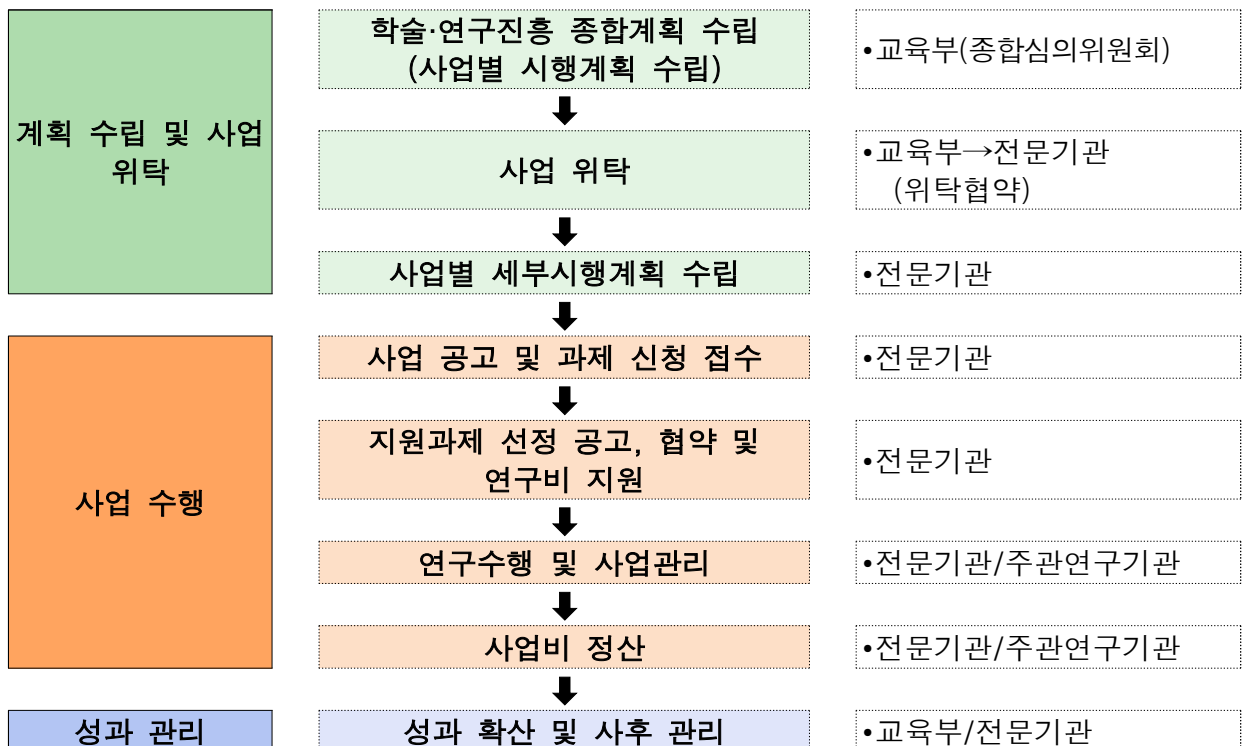 학술·연구진흥 종합계획 수립
(사업별 시행계획 수립)
•교육부(종합심의위원회)
계획 수립 및 사업
위탁
사업 위탁
•교육부→전문기관
(위탁협약)
사업별 세부시행계획 수립
•전문기관
사업 수행
사업 공고 및 과제 신청 접수
•전문기관
지원과제 선정 공고, 협약 및
연구비 지원
•전문기관
연구수행 및 사업관리
•전문기관/주관연구기관
사업비 정산
•전문기관/주관연구기관
성과 관리
성과 확산 및 사후 관리
•교육부/전문기관